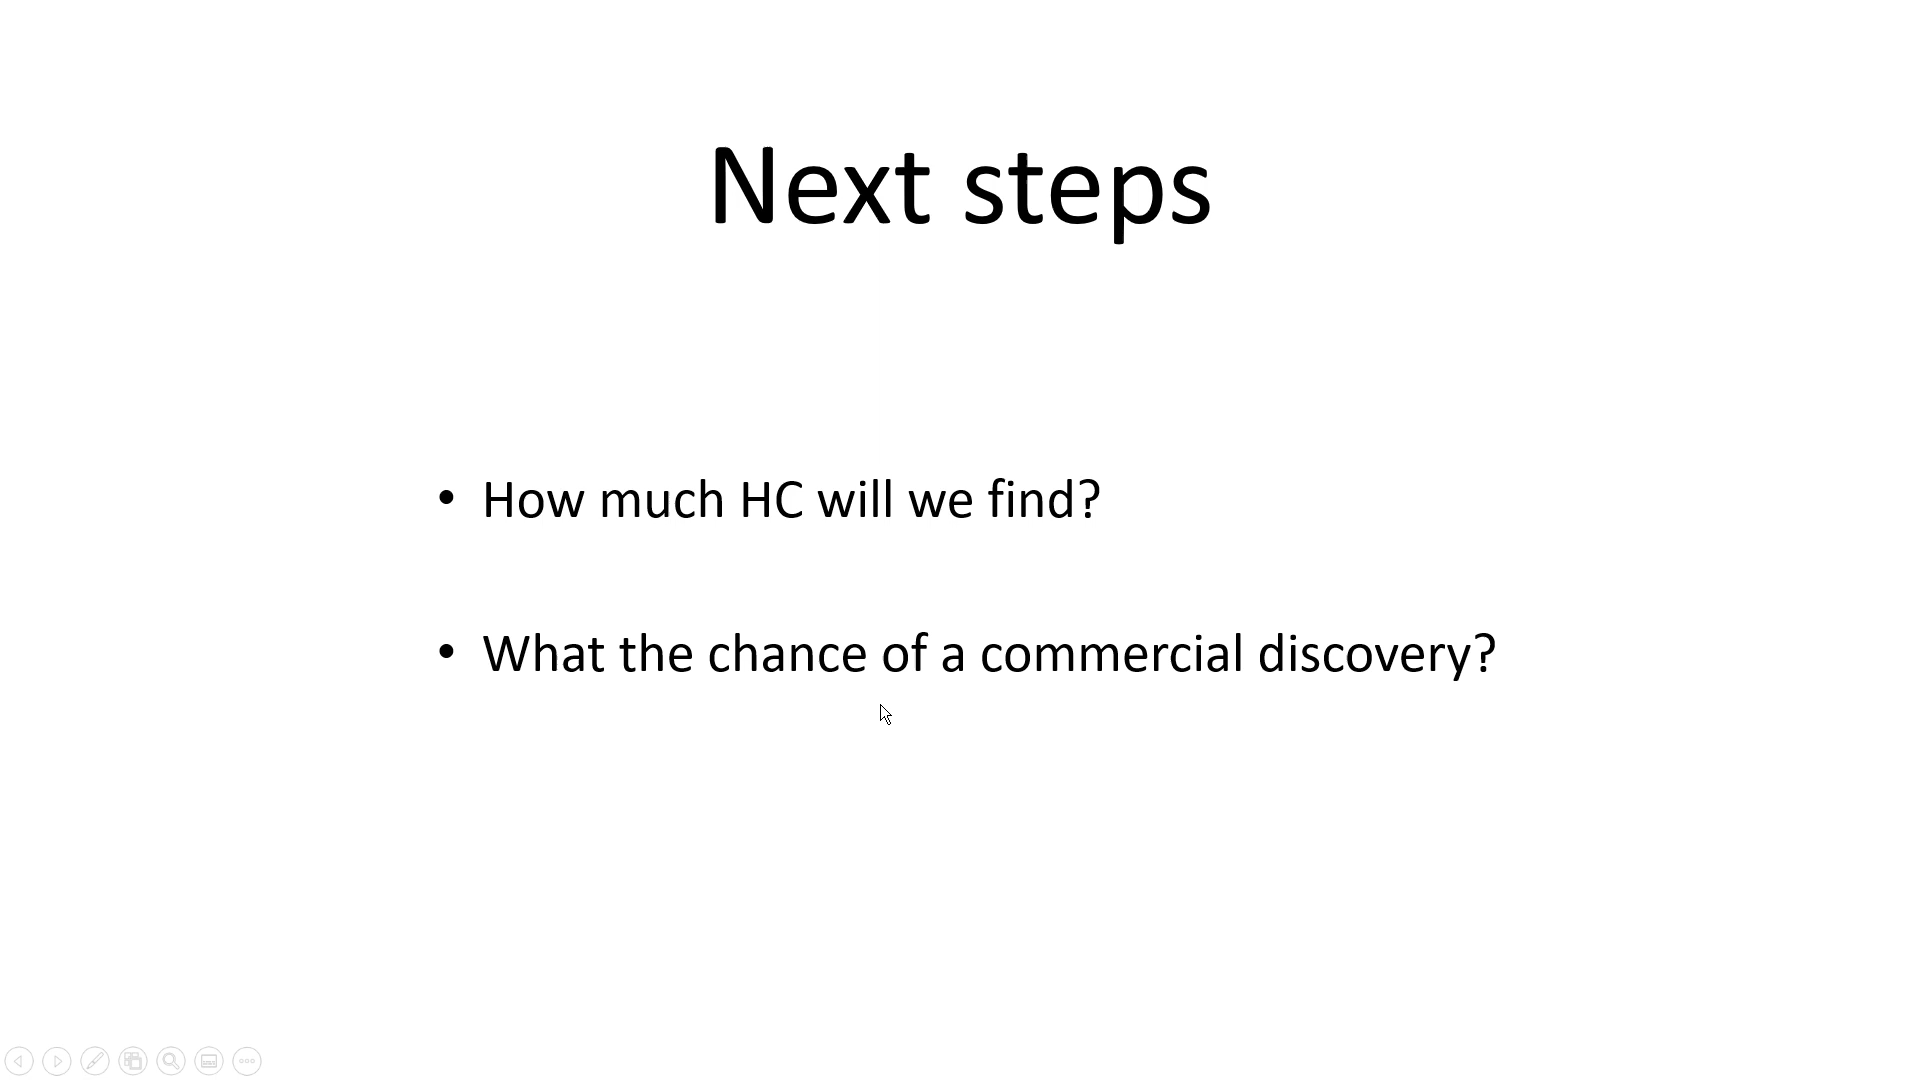 Next steps
• How much HC will we find?
• What the chance of a commercial discovery?